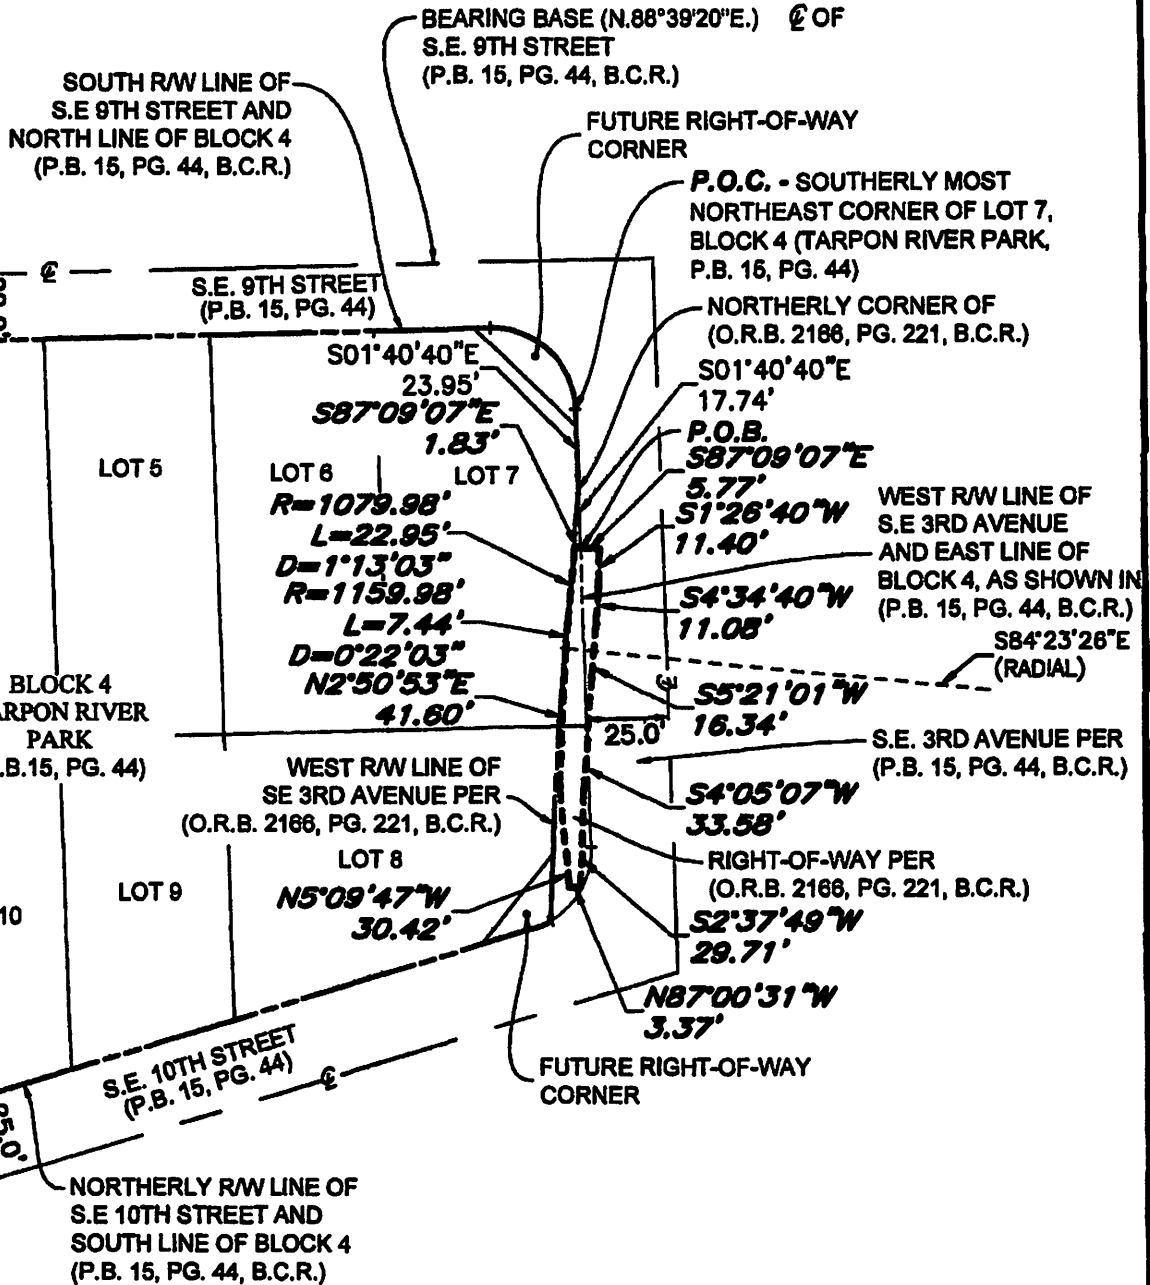 BEARING BASE (N.88°39'20"E.) ℄ OF
S.E. 9TH STREET
(P.B. 15, PG. 44, B.C.R.)
SOUTH R/W LINE OF
S.E 9TH STREET AND
NORTH LINE OF BLOCK 4
(P.B. 15, PG. 44, B.C.R.)
FUTURE RIGHT-OF-WAY
CORNER
P.O.C. - SOUTHERLY MOST
NORTHEAST CORNER OF LOT 7,
BLOCK 4 (TARPON RIVER PARK,
P.B. 15, PG. 44)
℄
S.E. 9TH STREET
(P.B. 15, PG. 44)
NORTHERLY CORNER OF
(O.R.B. 2166, PG. 221, B.C.R.)
S01°40'40"E
23.95'
S87°09'07"E
1.83'
S01°40'40"E
17.74'
P.O.B.
S87°09'07"E
5.77'
S1°26'40"W
11.40'
LOT 5
LOT 6
LOT 7
R=1079.98'
L=22.95'
D=1°13'03"
R=1159.98'
L=7.44'
D=0°22'03"
N2°50'53"E
41.60'
WEST R/W LINE OF
S.E 3RD AVENUE
AND EAST LINE OF
BLOCK 4, AS SHOWN IN
(P.B. 15, PG. 44, B.C.R.)
S4°34'40"W
11.08'
S84°23'26"E
(RADIAL)
S5°21'01"W
16.34'
25.0'
BLOCK 4
ARPON RIVER
PARK
.B.15, PG. 44)
S.E. 3RD AVENUE PER
(P.B. 15, PG. 44, B.C.R.)
WEST R/W LINE OF
SE 3RD AVENUE PER
(O.R.B. 2166, PG. 221, B.C.R.)
S4°05'07"W
33.58'
RIGHT-OF-WAY PER
(O.R.B. 2166, PG. 221, B.C.R.)
LOT 8
LOT 9
10
N5°09'47"W
30.42'
S2°37'49"W
29.71'
N87°00'31"W
3.37'
S.E. 10TH STREET
(P.B. 15, PG. 44)
℄
FUTURE RIGHT-OF-WAY
CORNER
25.0'
NORTHERLY R/W LINE OF
S.E 10TH STREET AND
SOUTH LINE OF BLOCK 4
(P.B. 15, PG. 44, B.C.R.)